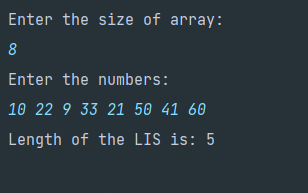 Enter the size of array:
8
Enter the numbers:
10 22 9 33 21 50 41 60
Length of the LIS is: 5